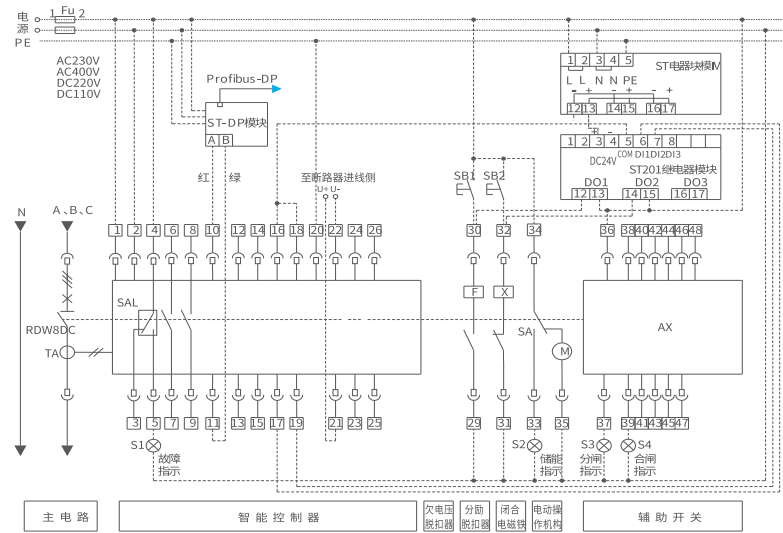 电源
1 Fu 2
PE
AC230V
AC400V
DC220V
DC110V
Profibus-DP
ST-DP模块
A B
红 绿
至断路器进线侧
U+ U-
1 2 3 4 5
ST电器块模IV
L L N N PE
- + - + - +
12 13 14 15 16 17
+ -
1 2 3 4 5 6 7 8
DC24V COM DI1DI2DI3
ST201继电器模块
DO1 DO2 DO3
12 13 14 15 16 17
SB1 SB2
N A、B、C
1 2 4 6 8 10 12 14 16 18 20 22 24 26 30 32 34 36 38 40 42 44 46 48
SAL
F X
RDW8DC
SA
AX
TA
M
3 5 7 9 11 13 15 17 19 21 23 25 29 31 33 35 37 39 41 43 45 47
S1 S2 S3 S4
故障指示
储能指示
分闸指示
合闸指示
主电路
智能控制器
欠电压脱扣器
分励脱扣器
闭合电磁铁
电动操作机构
辅助开关